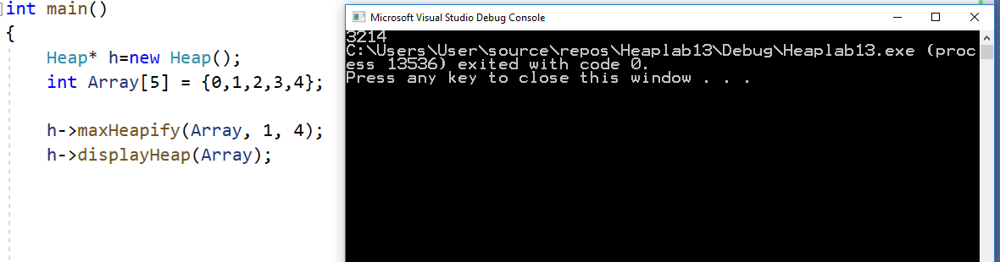 int main()
{
Heap* h=new Heap();
int Array[5] = {0,1,2,3,4};
h->maxHeapify(Array, 1, 4);
h->displayHeap(Array);
Microsoft Visual Studio Debug Console
3214
C:\Users\User\source\repos\Heaplab13\Debug\Heaplab13.exe (proc
ess 13536) exited with code 0.
Press any key to close this window . . .